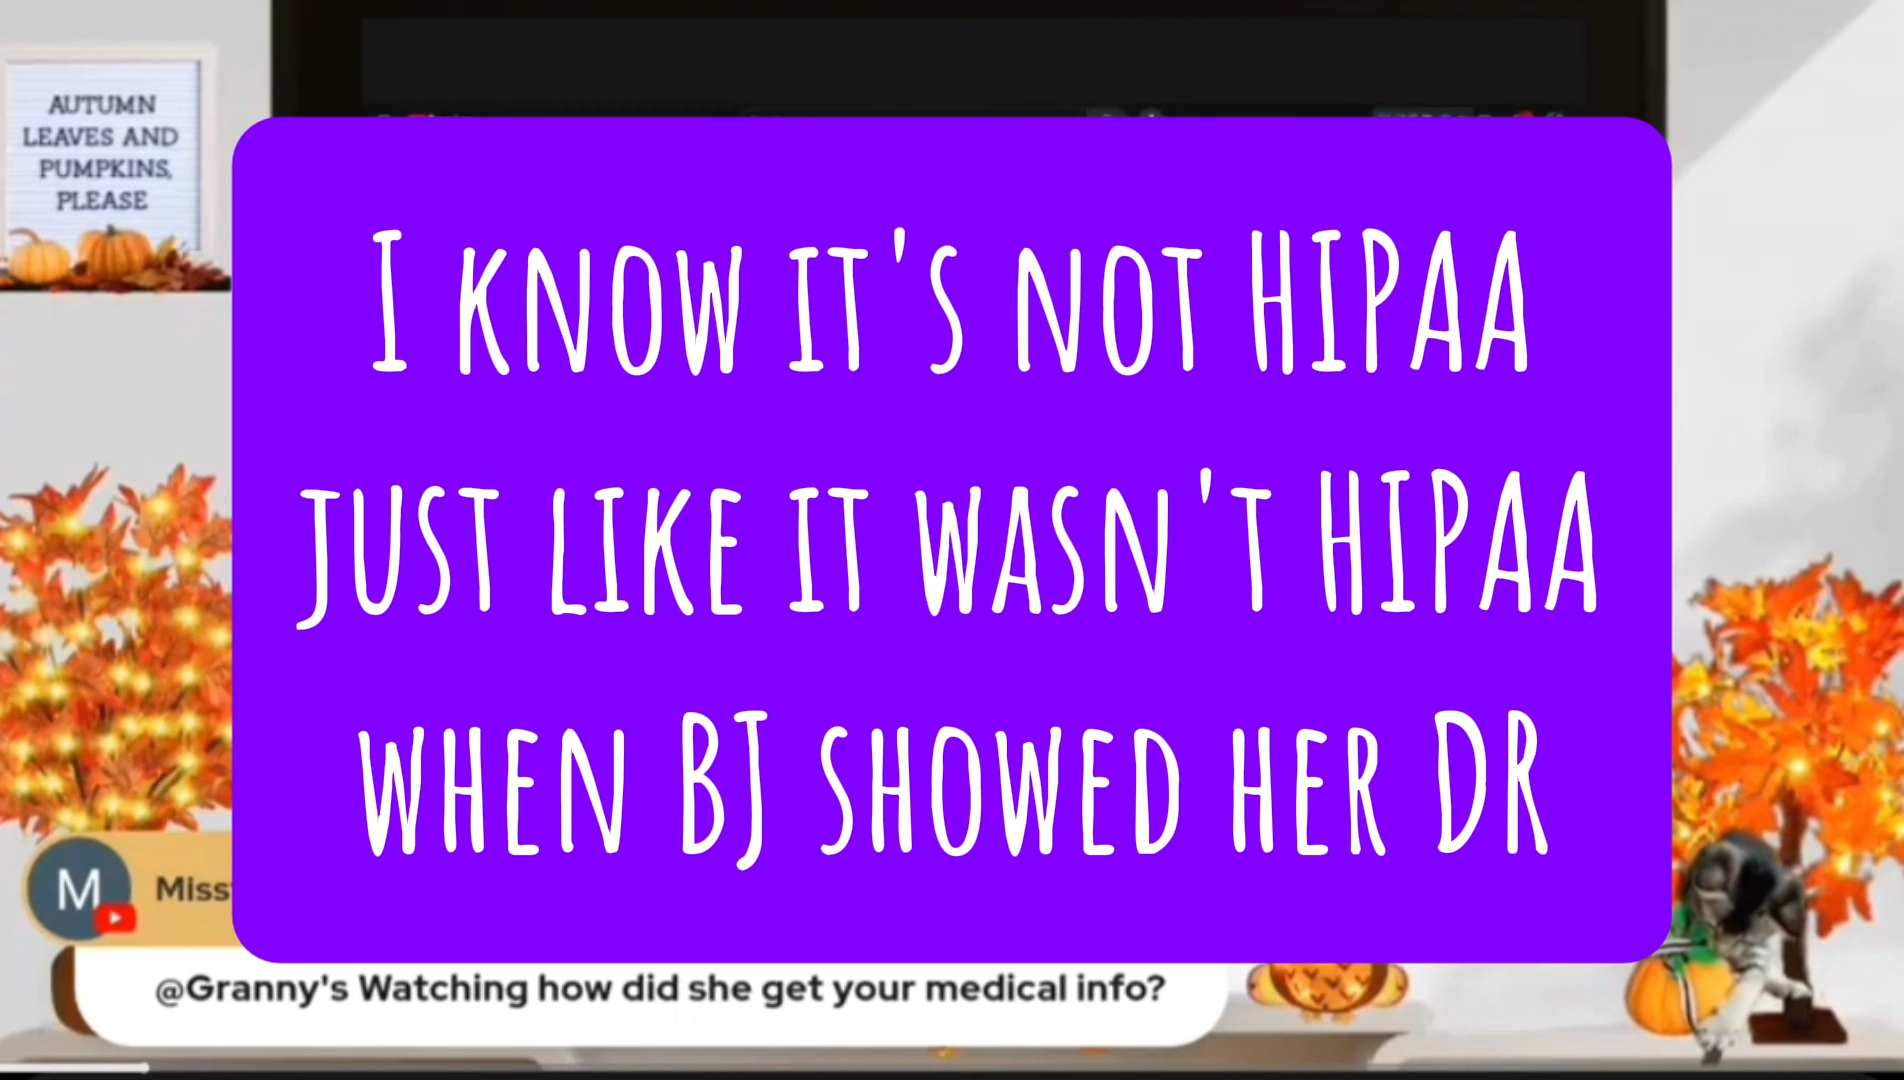 AUTUMN
LEAVES AND
PUMPKINS,
PLEASE
I KNOW IT'S NOT HIPAA
JUST LIKE IT WASN'T HIPAA
WHEN BJ SHOWED HER DR
M
@Granny's Watching how did she get your medical info?